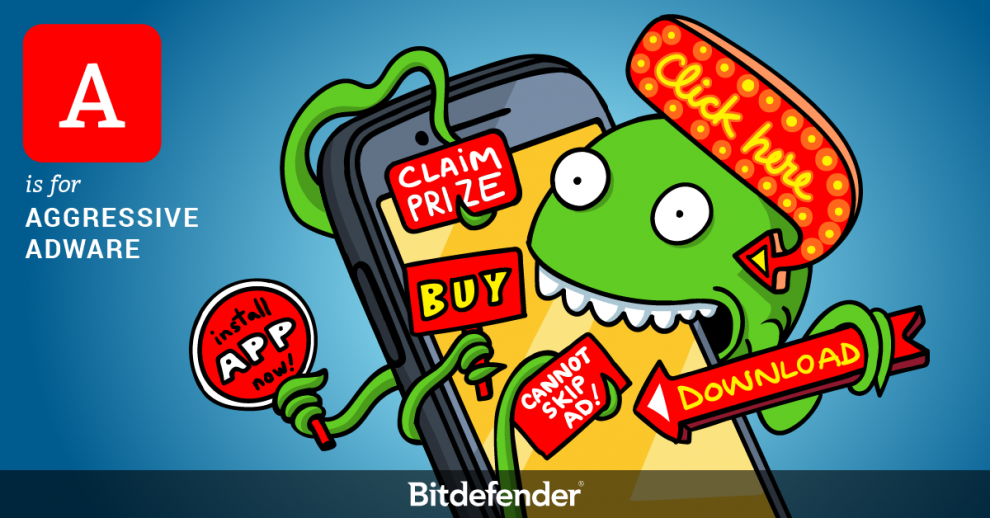 A
is for
AGGRESSIVE
ADWARE
CLAIM
PRIZE
Click here
BUY
install
APP
now!
CANNOT
SKIP
AD!
DOWNLOAD
Bitdefender®